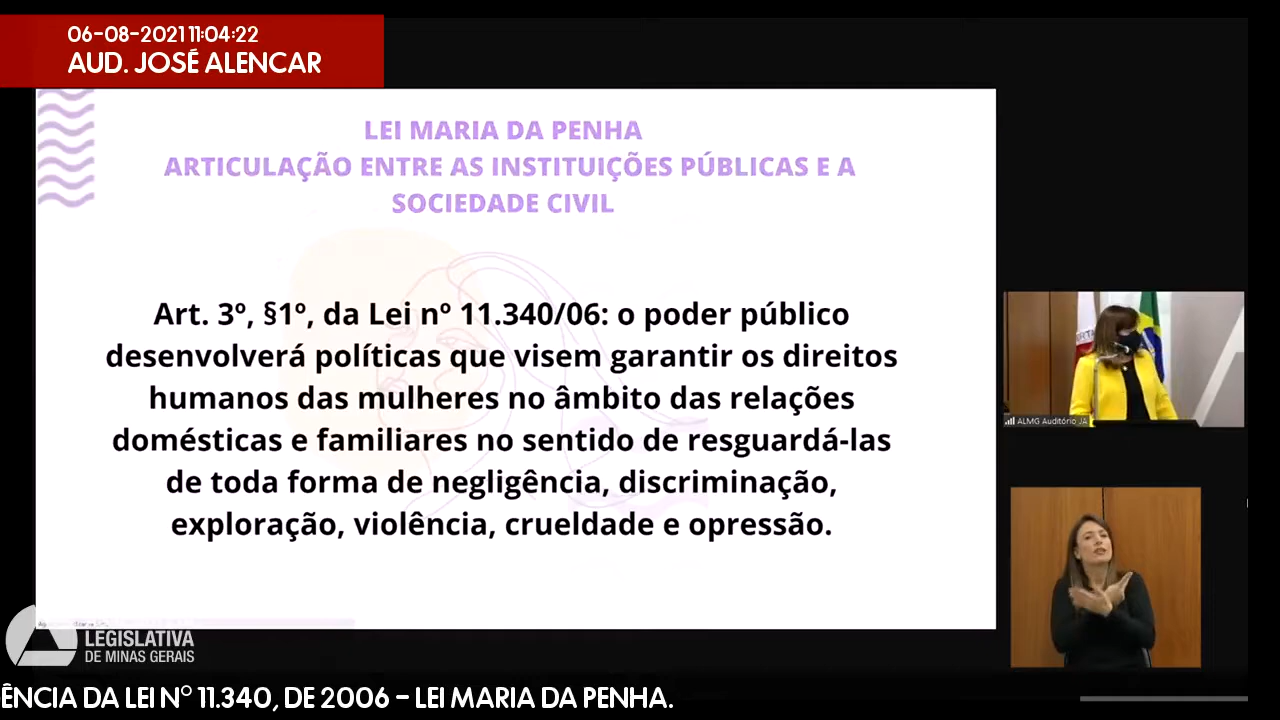 06-08-2021 11:04:22
AUD. JOSÉ ALENCAR
LEI MARIA DA PENHA
ARTICULAÇÃO ENTRE AS INSTITUIÇÕES PÚBLICAS E A
SOCIEDADE CIVIL
Art. 3º, §1º, da Lei nº 11.340/06: o poder público
desenvolverá políticas que visem garantir os direitos
humanos das mulheres no âmbito das relações
domésticas e familiares no sentido de resguardá-las
de toda forma de negligência, discriminação,
exploração, violência, crueldade e opressão.
ALMG Auditório JA
LEGISLATIVA
DE MINAS GERAIS
ÊNCIA DA LEI Nº 11.340, DE 2006 – LEI MARIA DA PENHA.